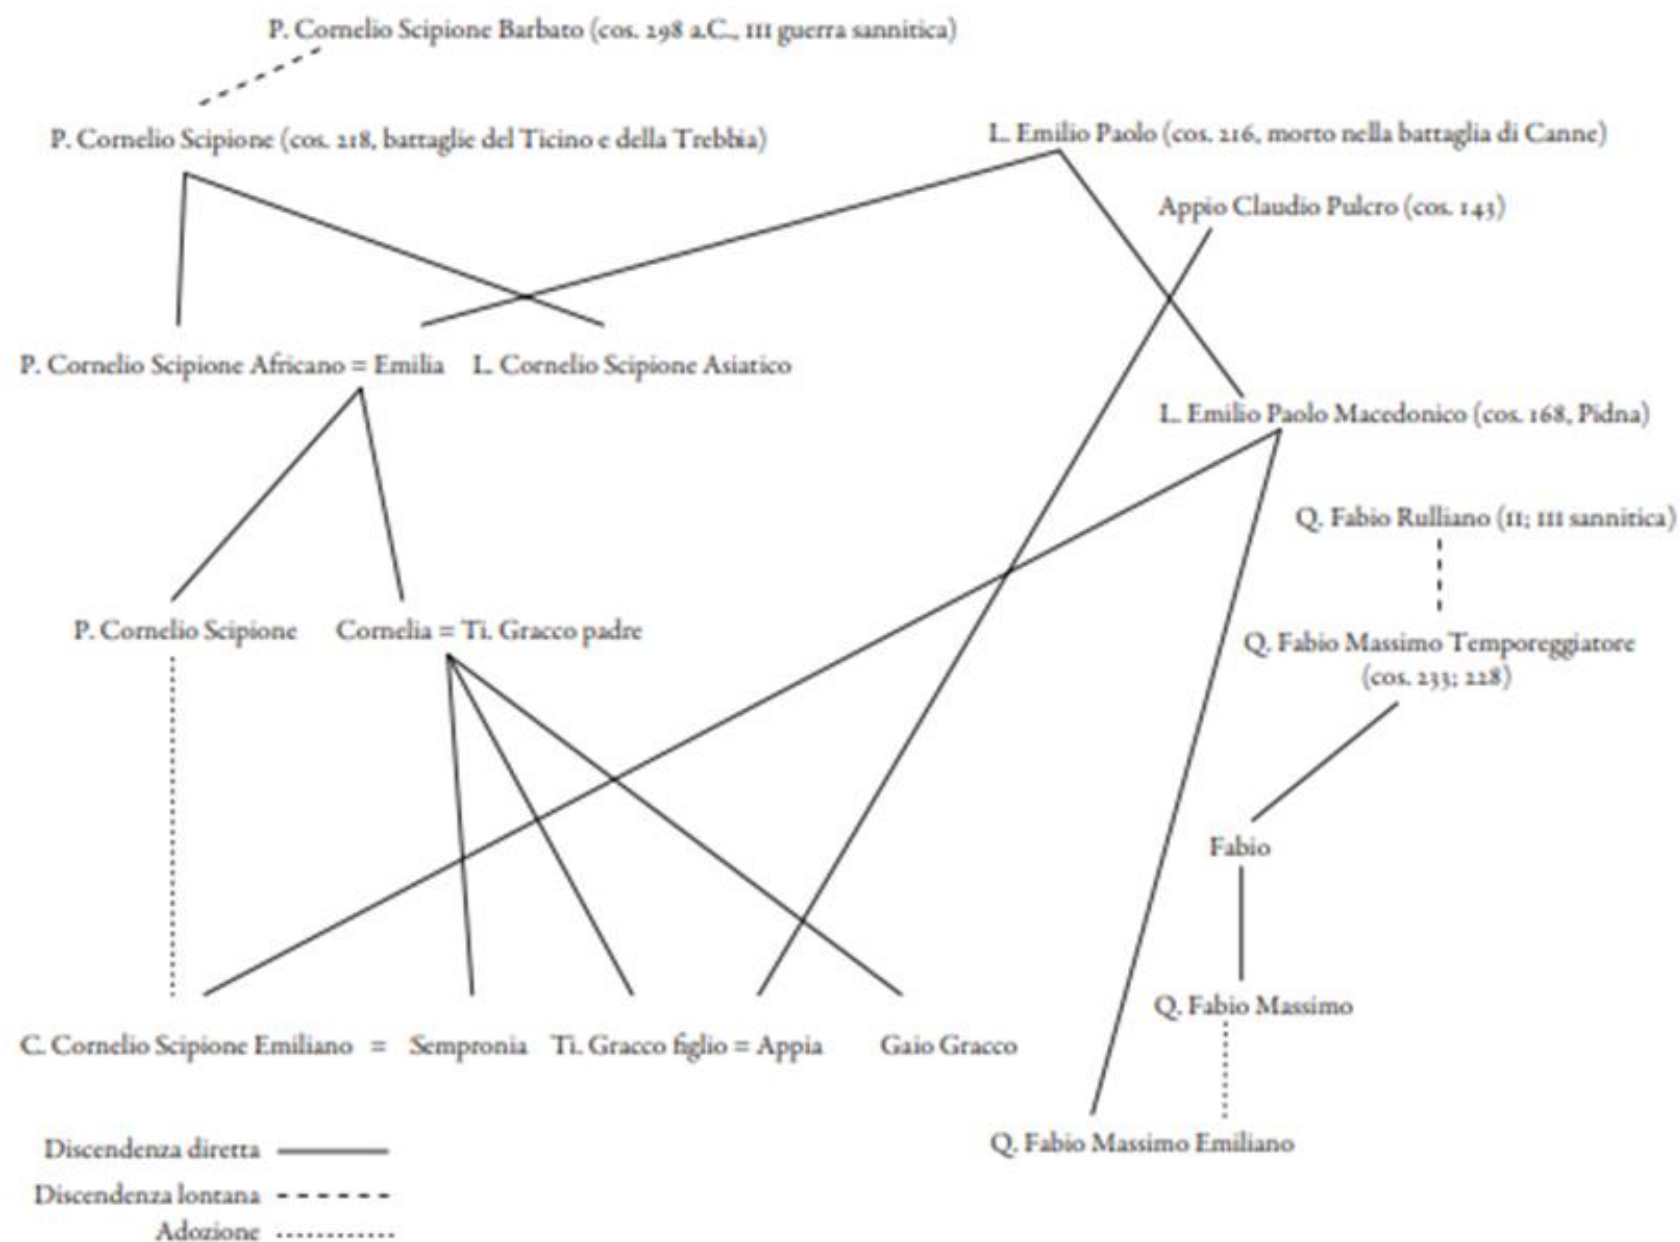 P. Cornelio Scipione Barbato (cos. 298 a.C., III guerra sannitica)
P. Cornelio Scipione (cos. 218, battaglie del Ticino e della Trebbia)
L. Emilio Paolo (cos. 216, morto nella battaglia di Canne)
Appio Claudio Pulcro (cos. 143)
P. Cornelio Scipione Africano = Emilia
L. Cornelio Scipione Asiatico
L. Emilio Paolo Macedonico (cos. 168, Pidna)
Q. Fabio Rulliano (II; III sannitica)
P. Cornelio Scipione
Cornelia = Ti. Gracco padre
Q. Fabio Massimo Temporeggiatore
(cos. 233; 228)
Fabio
Q. Fabio Massimo
C. Cornelio Scipione Emiliano = Sempronia
Ti. Gracco figlio = Appia
Gaio Gracco
Q. Fabio Massimo Emiliano
Discendenza diretta
Discendenza lontana
Adozione